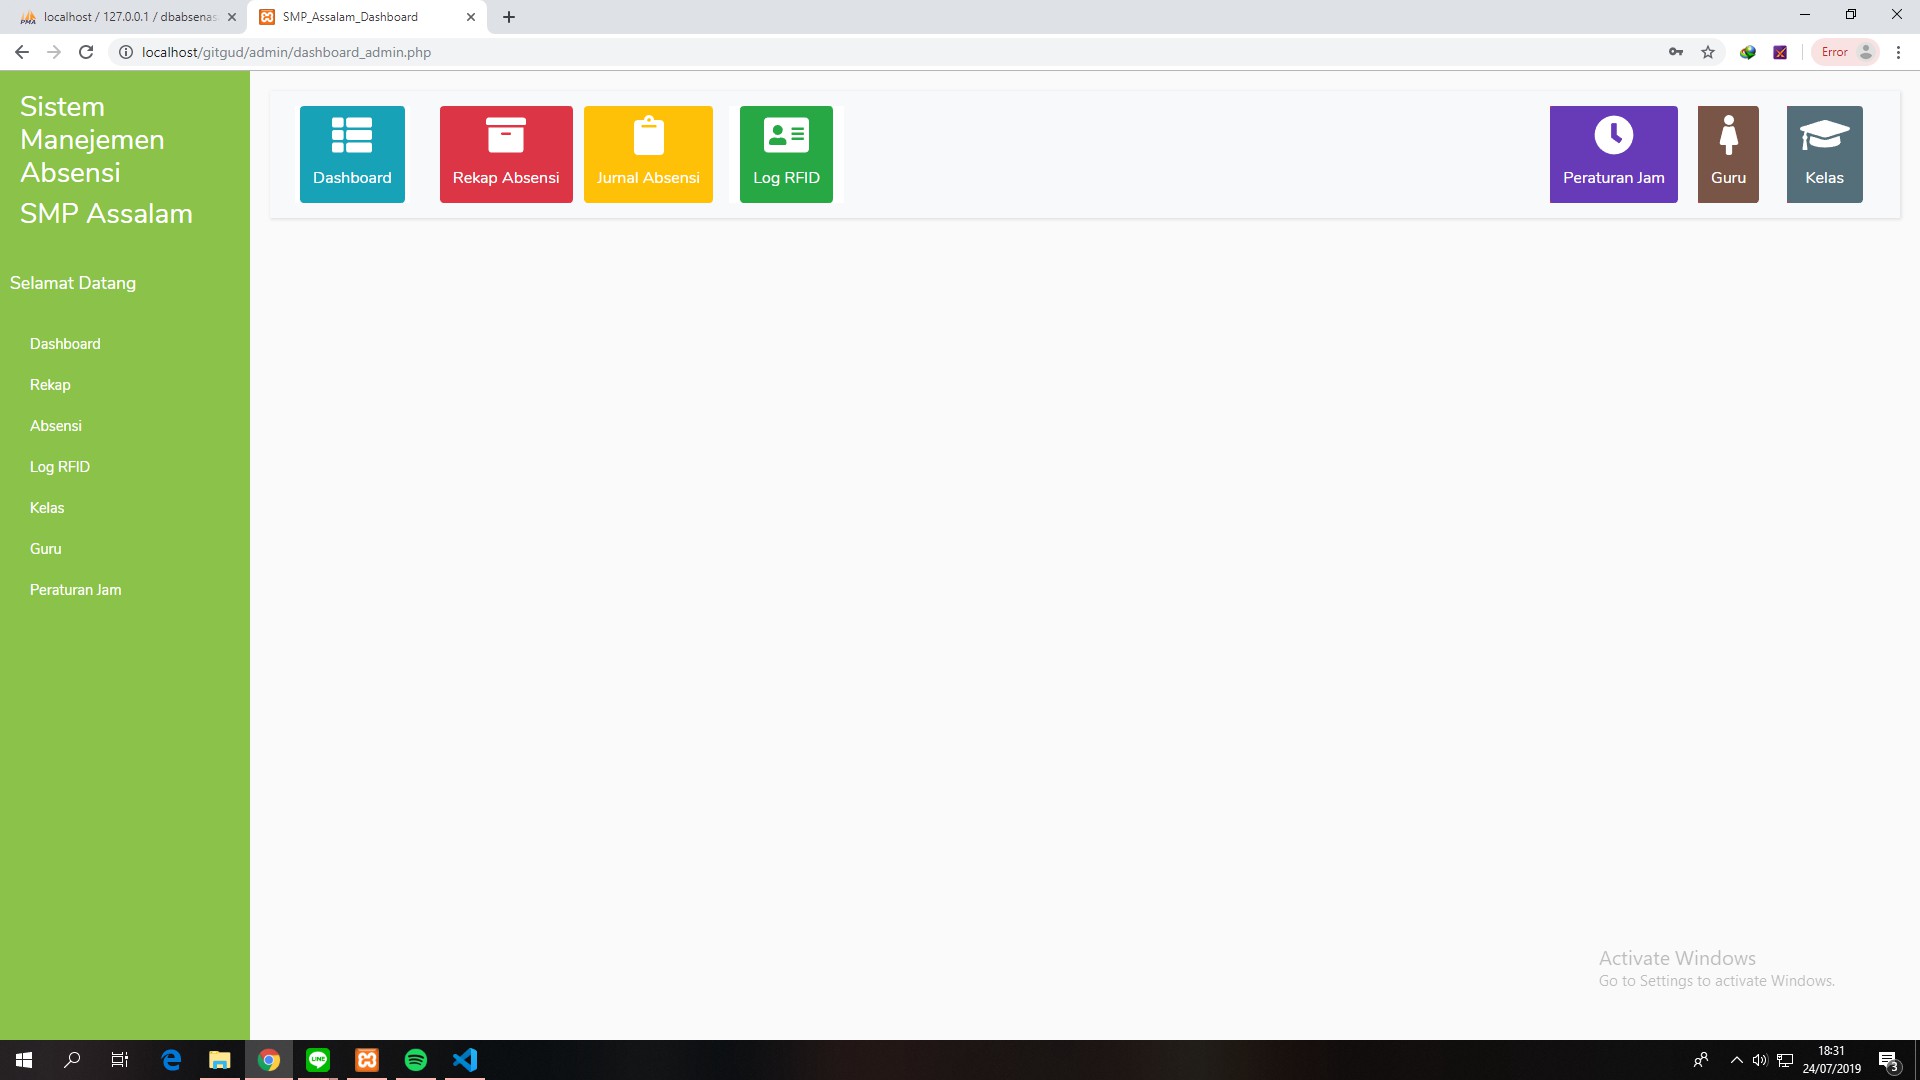 localhost / 127.0.0.1 / dbabsenas
SMP_Assalam_Dashboard
localhost/gitgud/admin/dashboard_admin.php
Error
Sistem
Manejemen
Absensi
SMP Assalam
Selamat Datang
Dashboard
Rekap
Absensi
Log RFID
Kelas
Guru
Peraturan Jam
Dashboard
Rekap Absensi
Jurnal Absensi
Log RFID
Peraturan Jam
Guru
Kelas
Activate Windows
Go to Settings to activate Windows.
LINE
18:31
24/07/2019
3